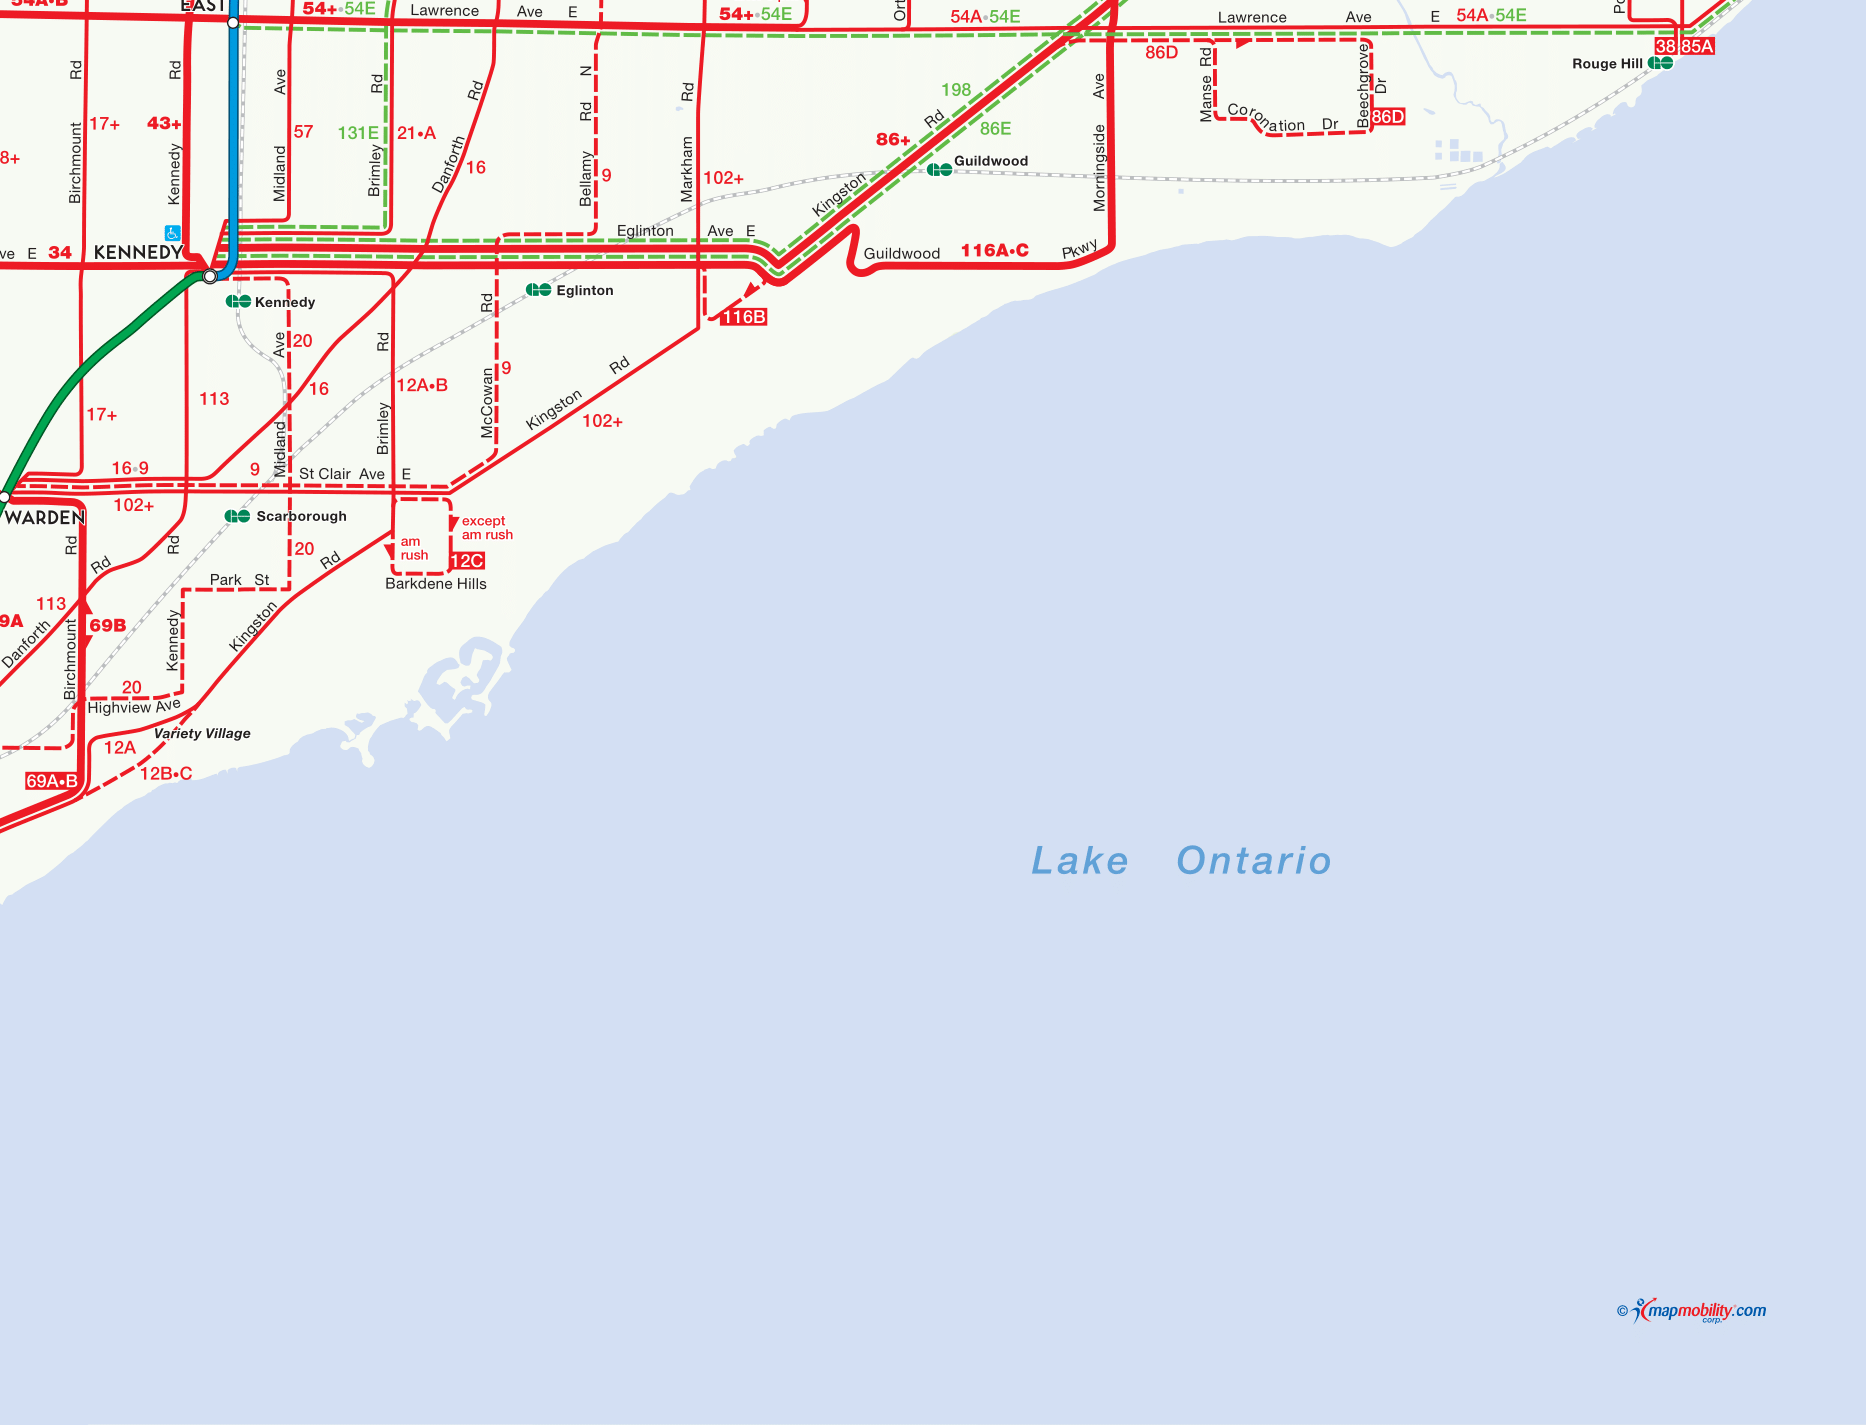 54A•B
EAST
54+•54E
Lawrence Ave E
54+•54E
54A•54E
Lawrence Ave E
54A•54E
38 85A
Rouge Hill
86D
Manse Rd
Coronation Dr
Beechgrove Dr
86D
Birchmount Rd
17+
8+
Kennedy Rd
43+
Midland Ave
57
131E
Brimley Rd
21•A
Danforth Rd
16
Bellamy Rd N
9
Markham Rd
102+
198
86+
86E
Kingston Rd
Guildwood
Morningside Ave
Eglinton Ave E
Guildwood Pkwy
116A•C
ve E 34
KENNEDY
Kennedy
Eglinton
116B
Midland Ave
20
16
113
17+
Brimley Rd
12A•B
McCowan Rd
9
Kingston Rd
102+
16•9
9
St Clair Ave E
102+
WARDEN
Scarborough
except
am rush
am
rush
12C
Barkdene Hills
20
Kingston Rd
Park St
Kennedy Rd
Birchmount Rd
Danforth Rd
113
9A
69B
20
Highview Ave
Variety Village
12A
12B•C
69A•B
Lake Ontario
© mapmobility.com
corp.